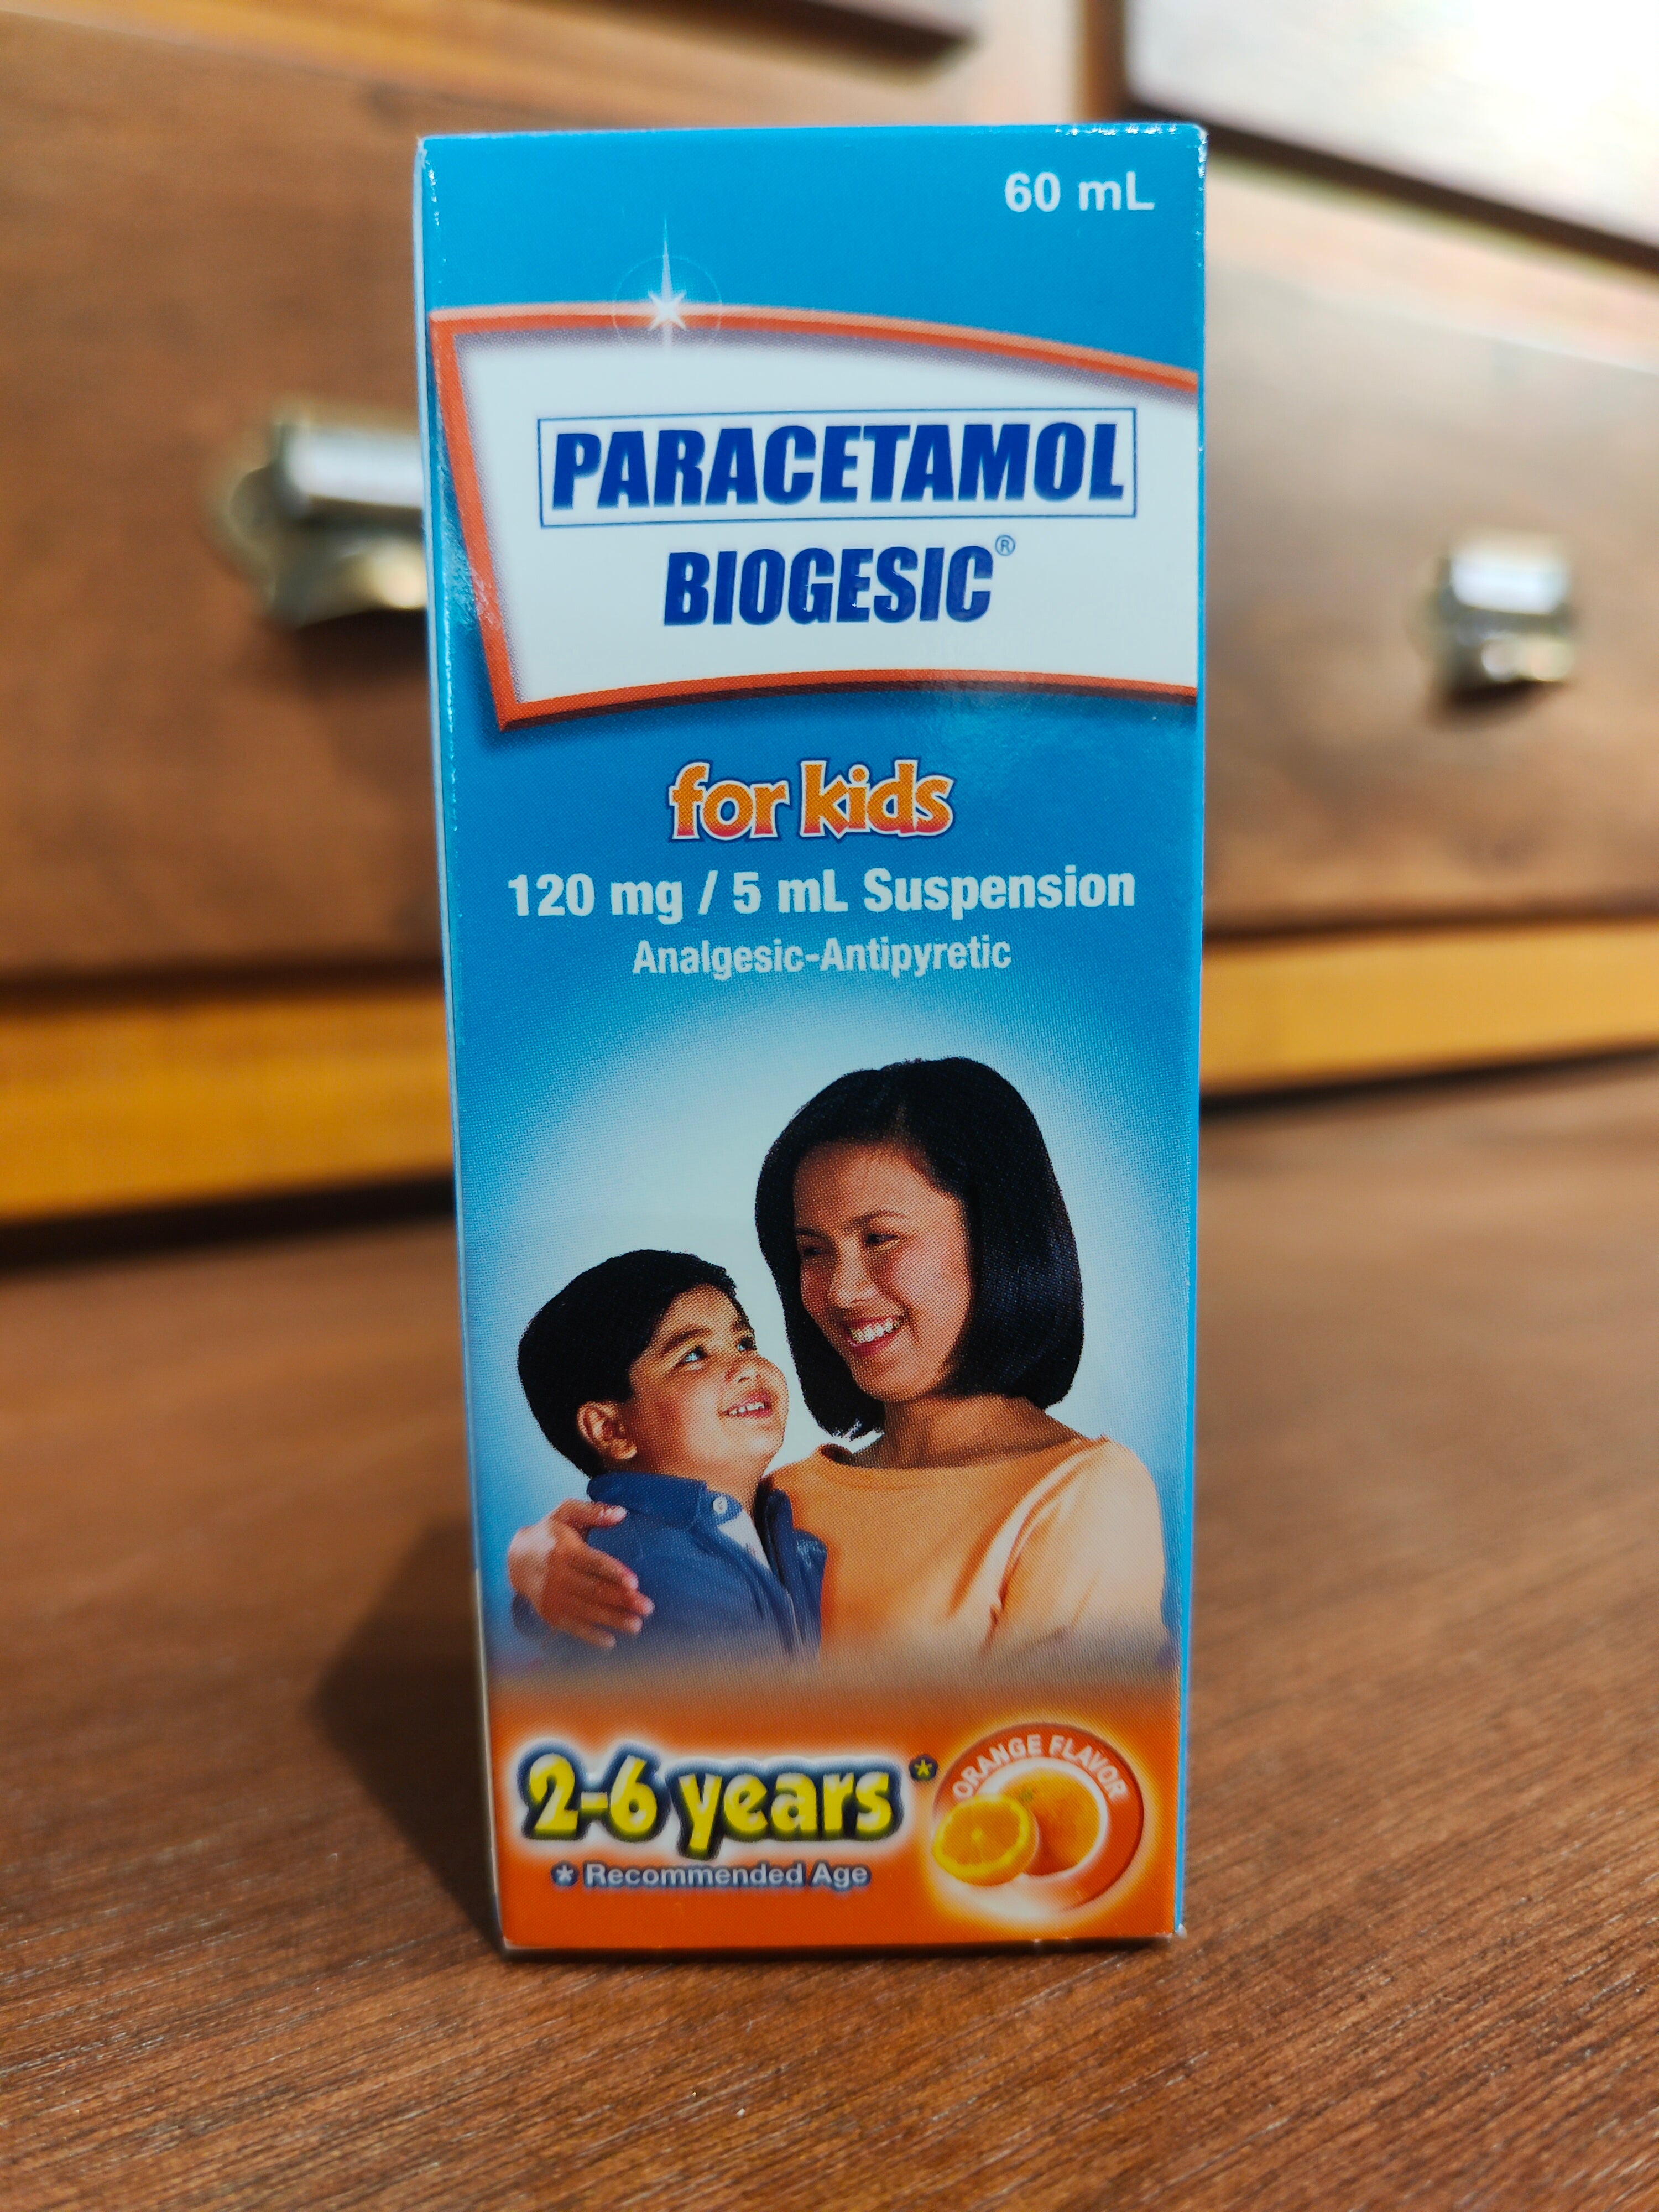 60 mL
PARACETAMOL
BIOGESIC®
for kids
120 mg / 5 mL Suspension
Analgesic-Antipyretic
2-6 years*
* Recommended Age
ORANGE FLAVOR